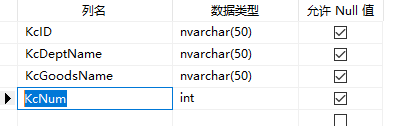 列名 数据类型 允许 Null 值
KcID nvarchar(50)
KcDeptName nvarchar(50)
KcGoodsName nvarchar(50)
KcNum int